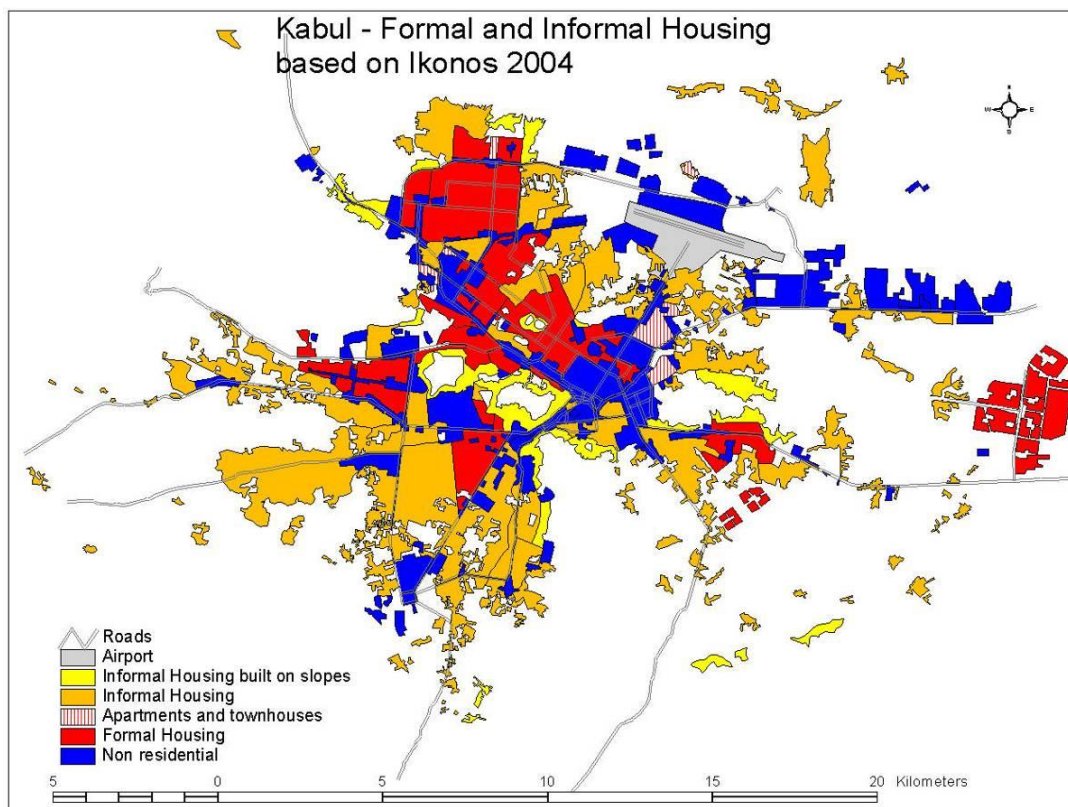 Kabul - Formal and Informal Housing
based on Ikonos 2004
N
W E
S
Roads
Airport
Informal Housing built on slopes
Informal Housing
Apartments and townhouses
Formal Housing
Non residential
5 0 5 10 15 20 Kilometers